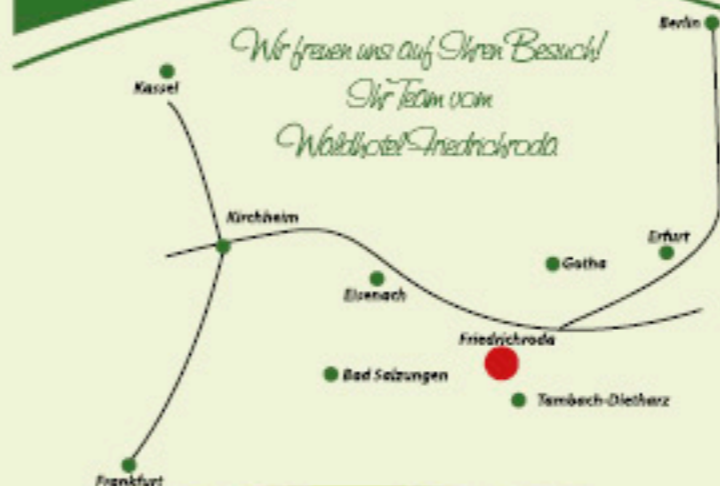 Berlin
Wir freuen uns auf Ihren Besuch!
Ihr Team vom
Waldhotel Friedrichroda
Kassel
Kirchheim
Erfurt
Gotha
Eisenach
Friedrichroda
Bad Salzungen
Tambach-Dietharz
Frankfurt